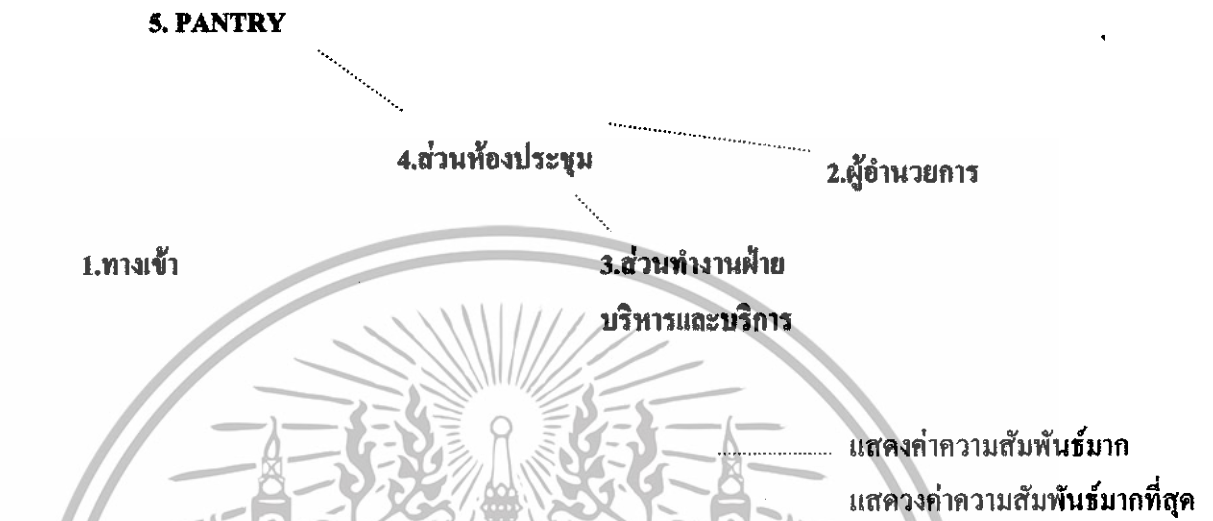 5. PANTRY
4.ส่วนห้องประชุม
2.ผู้อำนวยการ
1.ทางเข้า
3.ส่วนทำงานฝ่าย
บริหารและบริการ
แสดงค่าความสัมพันธ์มาก
แสดวงค่าความสัมพันธ์มากที่สุด